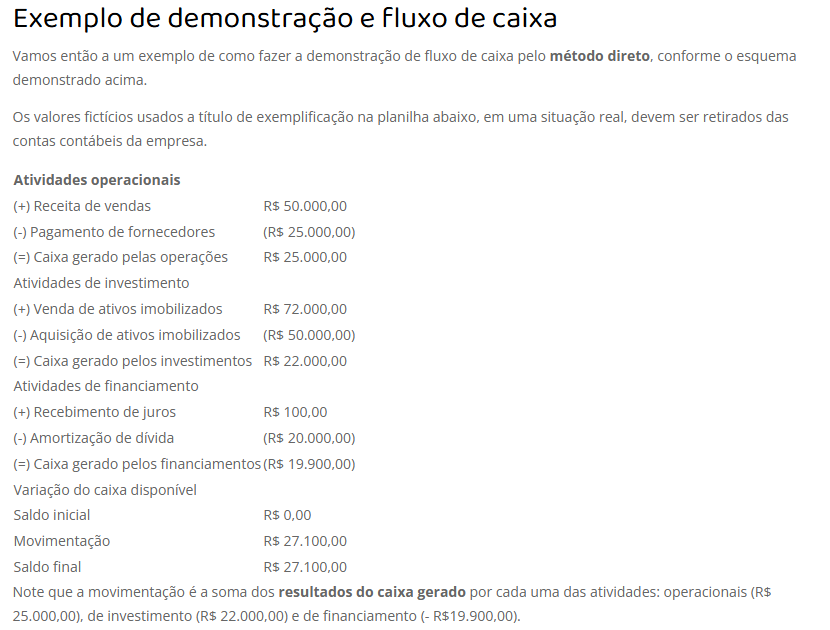 Exemplo de demonstração e fluxo de caixa
Vamos então a um exemplo de como fazer a demonstração de fluxo de caixa pelo método direto, conforme o esquema
demonstrado acima.
Os valores fictícios usados a título de exemplificação na planilha abaixo, em uma situação real, devem ser retirados das
contas contábeis da empresa.
Atividades operacionais
(+) Receita de vendas R$ 50.000,00
(-) Pagamento de fornecedores (R$ 25.000,00)
(=) Caixa gerado pelas operações R$ 25.000,00
Atividades de investimento
(+) Venda de ativos imobilizados R$ 72.000,00
(-) Aquisição de ativos imobilizados (R$ 50.000,00)
(=) Caixa gerado pelos investimentos R$ 22.000,00
Atividades de financiamento
(+) Recebimento de juros R$ 100,00
(-) Amortização de dívida (R$ 20.000,00)
(=) Caixa gerado pelos financiamentos (R$ 19.900,00)
Variação do caixa disponível
Saldo inicial R$ 0,00
Movimentação R$ 27.100,00
Saldo final R$ 27.100,00
Note que a movimentação é a soma dos resultados do caixa gerado por cada uma das atividades: operacionais (R$
25.000,00), de investimento (R$ 22.000,00) e de financiamento (- R$19.900,00).